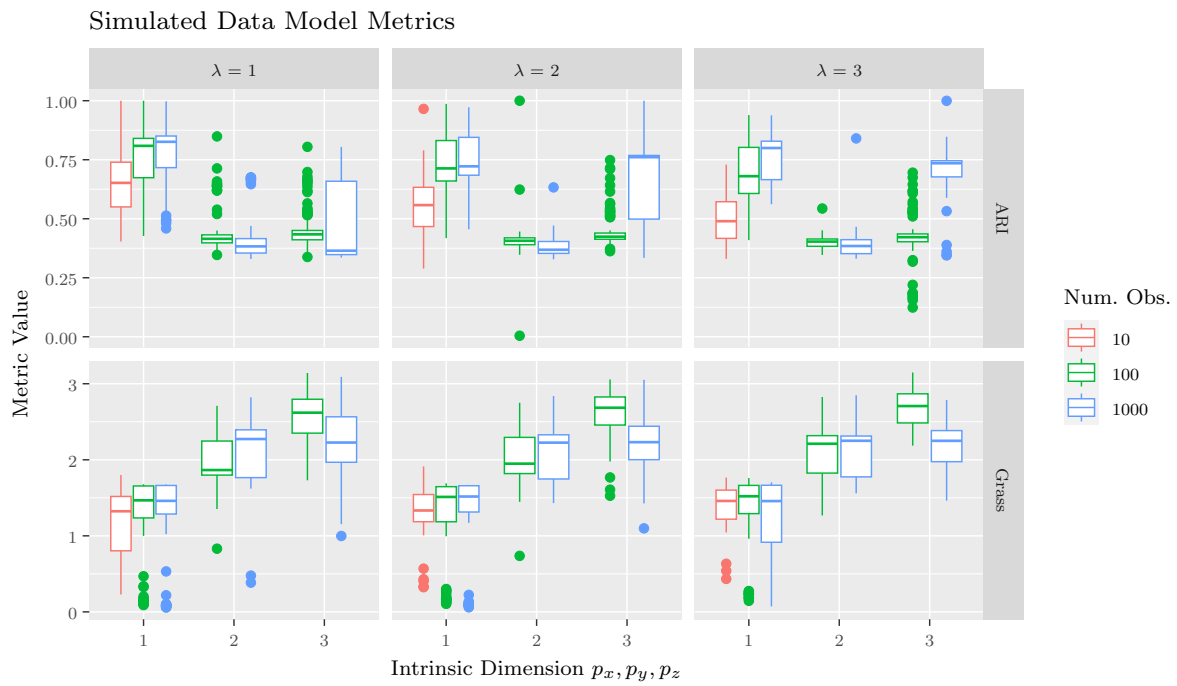 Simulated Data Model Metrics
λ = 1
λ = 2
λ = 3
Metric Value
1.00
0.75
0.50
0.25
0.00
ARI
3
2
1
0
Grass
1 2 3
1 2 3
1 2 3
Intrinsic Dimension p_x, p_y, p_z
Num. Obs.
10
100
1000